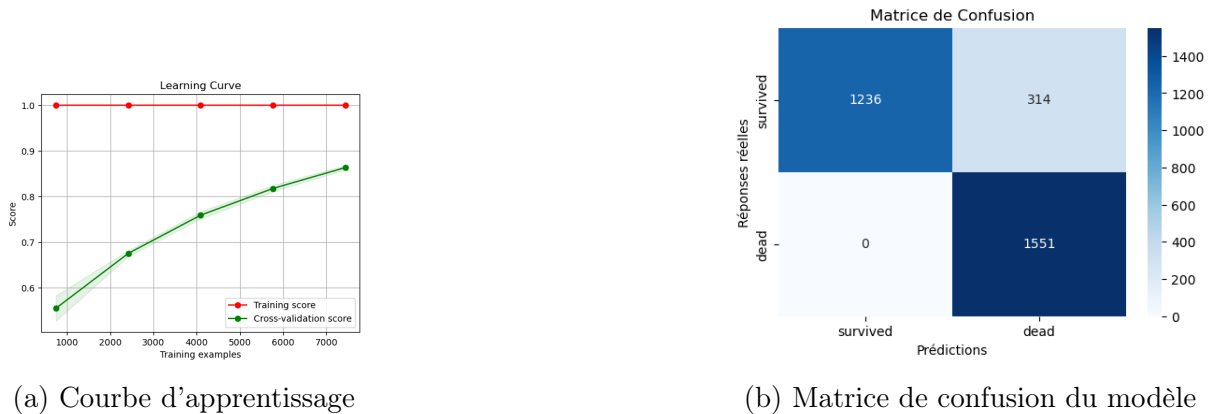 Learning Curve
1.0
0.9
0.8
0.7
0.6
Score
1000 2000 3000 4000 5000 6000 7000
Training examples
Training score
Cross-validation score
(a) Courbe d'apprentissage
Matrice de Confusion
survived
dead
Réponses réelles
1236 314
0 1551
survived dead
Prédictions
1400
1200
1000
800
600
400
200
0
(b) Matrice de confusion du modèle